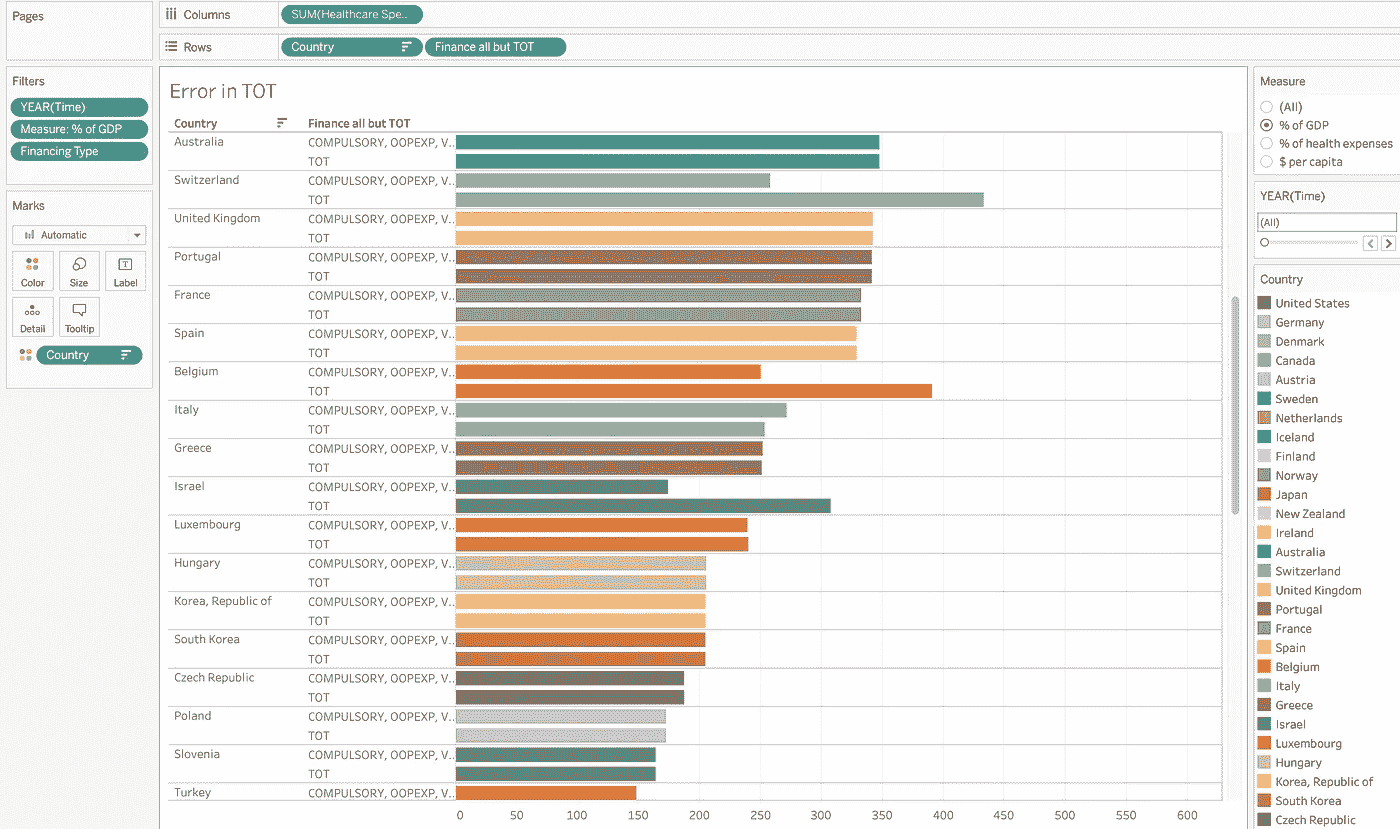 Pages
Columns
SUM(Healthcare Spe..
Rows
Country
Finance all but TOT
Filters
YEAR(Time)
Measure: % of GDP
Financing Type
Marks
Automatic
Color
Size
Label
Detail
Tooltip
Country
Error in TOT
Country
Finance all but TOT
Australia
COMPULSORY, OOPEXP, V..
TOT
Switzerland
COMPULSORY, OOPEXP, V..
TOT
United Kingdom
COMPULSORY, OOPEXP, V..
TOT
Portugal
COMPULSORY, OOPEXP, V..
TOT
France
COMPULSORY, OOPEXP, V..
TOT
Spain
COMPULSORY, OOPEXP, V..
TOT
Belgium
COMPULSORY, OOPEXP, V..
TOT
Italy
COMPULSORY, OOPEXP, V..
TOT
Greece
COMPULSORY, OOPEXP, V..
TOT
Israel
COMPULSORY, OOPEXP, V..
TOT
Luxembourg
COMPULSORY, OOPEXP, V..
TOT
Hungary
COMPULSORY, OOPEXP, V..
TOT
Korea, Republic of
COMPULSORY, OOPEXP, V..
TOT
South Korea
COMPULSORY, OOPEXP, V..
TOT
Czech Republic
COMPULSORY, OOPEXP, V..
TOT
Poland
COMPULSORY, OOPEXP, V..
TOT
Slovenia
COMPULSORY, OOPEXP, V..
TOT
Turkey
COMPULSORY, OOPEXP, V..
0 50 100 150 200 250 300 350 400 450 500 550 600
Measure
(All)
% of GDP
% of health expenses
$ per capita
YEAR(Time)
(All)
Country
United States
Germany
Denmark
Canada
Austria
Sweden
Netherlands
Iceland
Finland
Norway
Japan
New Zealand
Ireland
Australia
Switzerland
United Kingdom
Portugal
France
Spain
Belgium
Italy
Greece
Israel
Luxembourg
Hungary
Korea, Republic of
South Korea
Czech Republic